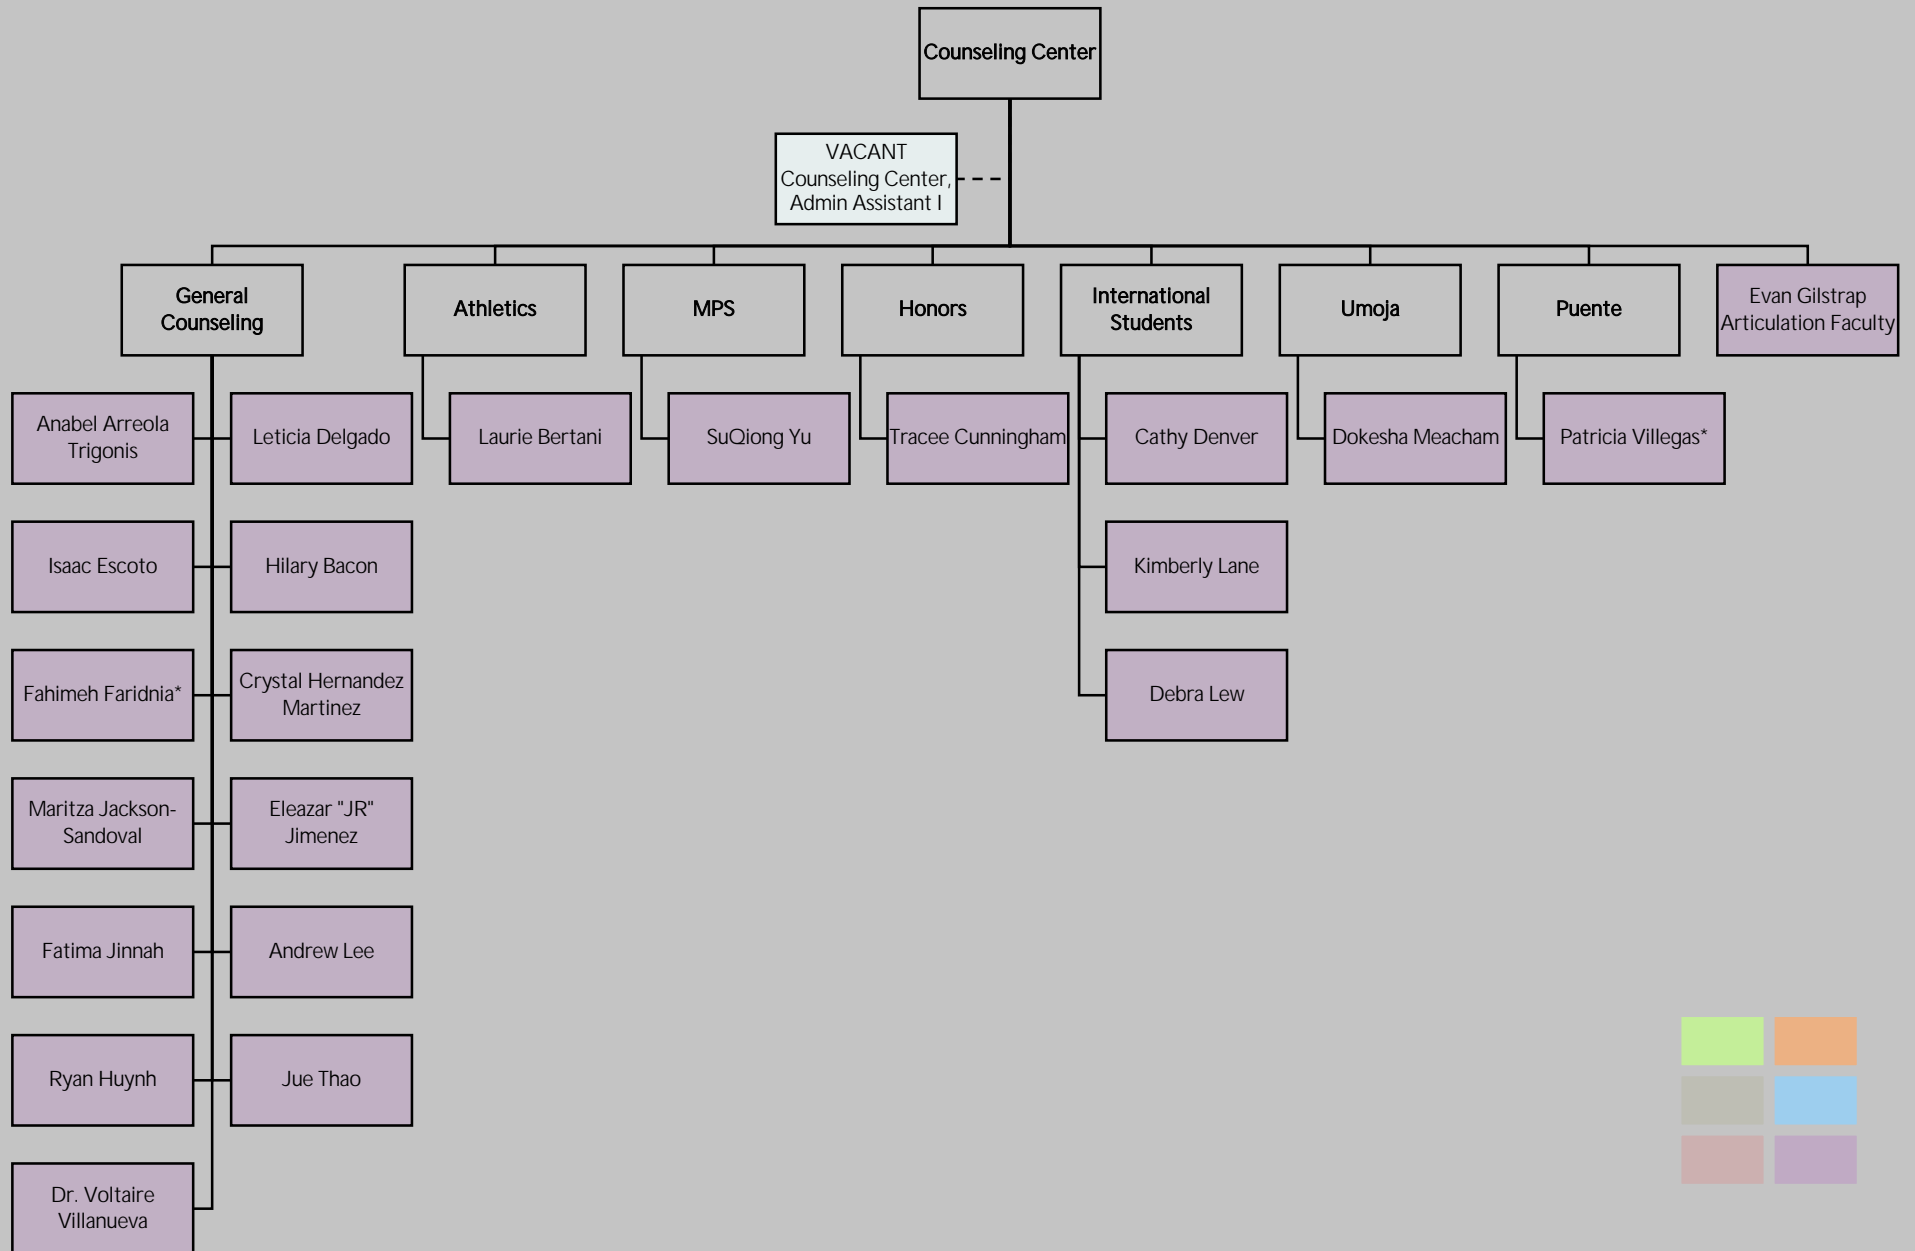 Counseling Center
VACANT
Counseling Center,
Admin Assistant I
General
Counseling
Athletics
MPS
Honors
International
Students
Umoja
Puente
Evan Gilstrap
Articulation Faculty
Anabel Arreola
Trigonis
Leticia Delgado
Laurie Bertani
SuQiong Yu
Tracee Cunningham
Cathy Denver
Dokesha Meacham
Patricia Villegas*
Isaac Escoto
Hilary Bacon
Kimberly Lane
Fahimeh Faridnia*
Crystal Hernandez
Martinez
Debra Lew
Maritza Jackson-
Sandoval
Eleazar "JR"
Jimenez
Fatima Jinnah
Andrew Lee
Ryan Huynh
Jue Thao
Dr. Voltaire
Villanueva